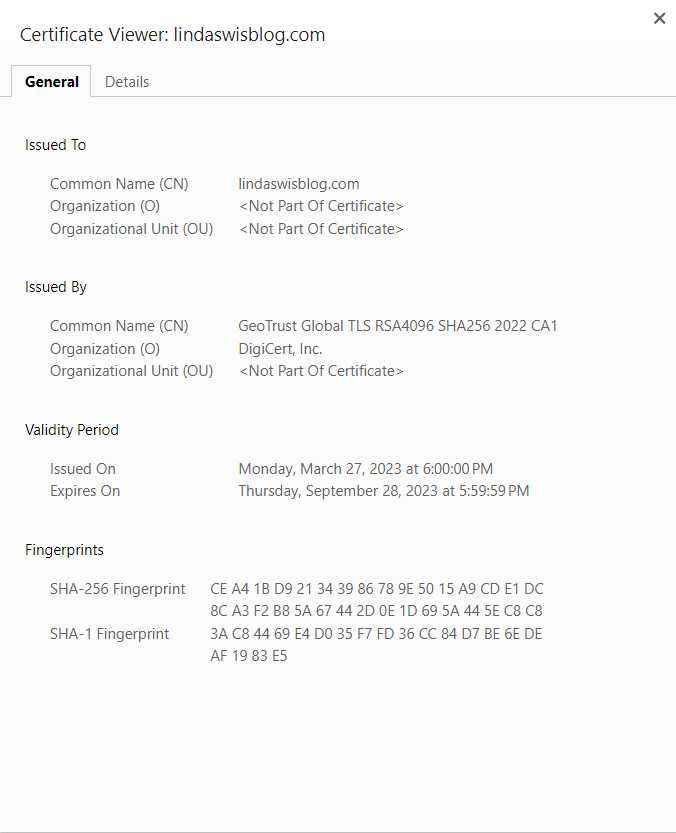 Certificate Viewer: lindaswisblog.com
General Details
Issued To
Common Name (CN) lindaswisblog.com
Organization (O) <Not Part Of Certificate>
Organizational Unit (OU) <Not Part Of Certificate>
Issued By
Common Name (CN) GeoTrust Global TLS RSA4096 SHA256 2022 CA1
Organization (O) DigiCert, Inc.
Organizational Unit (OU) <Not Part Of Certificate>
Validity Period
Issued On Monday, March 27, 2023 at 6:00:00 PM
Expires On Thursday, September 28, 2023 at 5:59:59 PM
Fingerprints
SHA-256 Fingerprint CE A4 1B D9 21 34 39 86 78 9E 50 15 A9 CD E1 DC
8C A3 F2 B8 5A 67 44 2D 0E 1D 69 5A 44 5E C8 C8
SHA-1 Fingerprint 3A C8 44 69 E4 D0 35 F7 FD 36 CC 84 D7 BE 6E DE
AF 19 83 E5